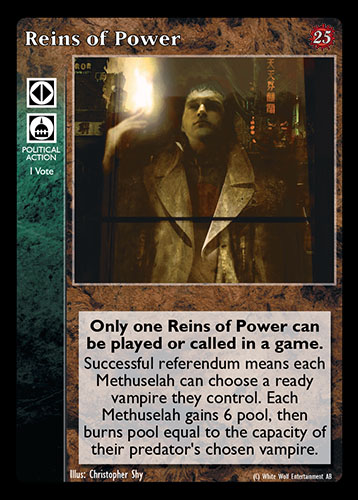 Reins of Power
25
POLITICAL
ACTION
1 Vote
Only one Reins of Power can
be played or called in a game.
Successful referendum means each
Methuselah can choose a ready
vampire they control. Each
Methuselah gains 6 pool, then
burns pool equal to the capacity of
their predator's chosen vampire.
Illus: Christopher Shy
(C) White Wolf Entertainment AB